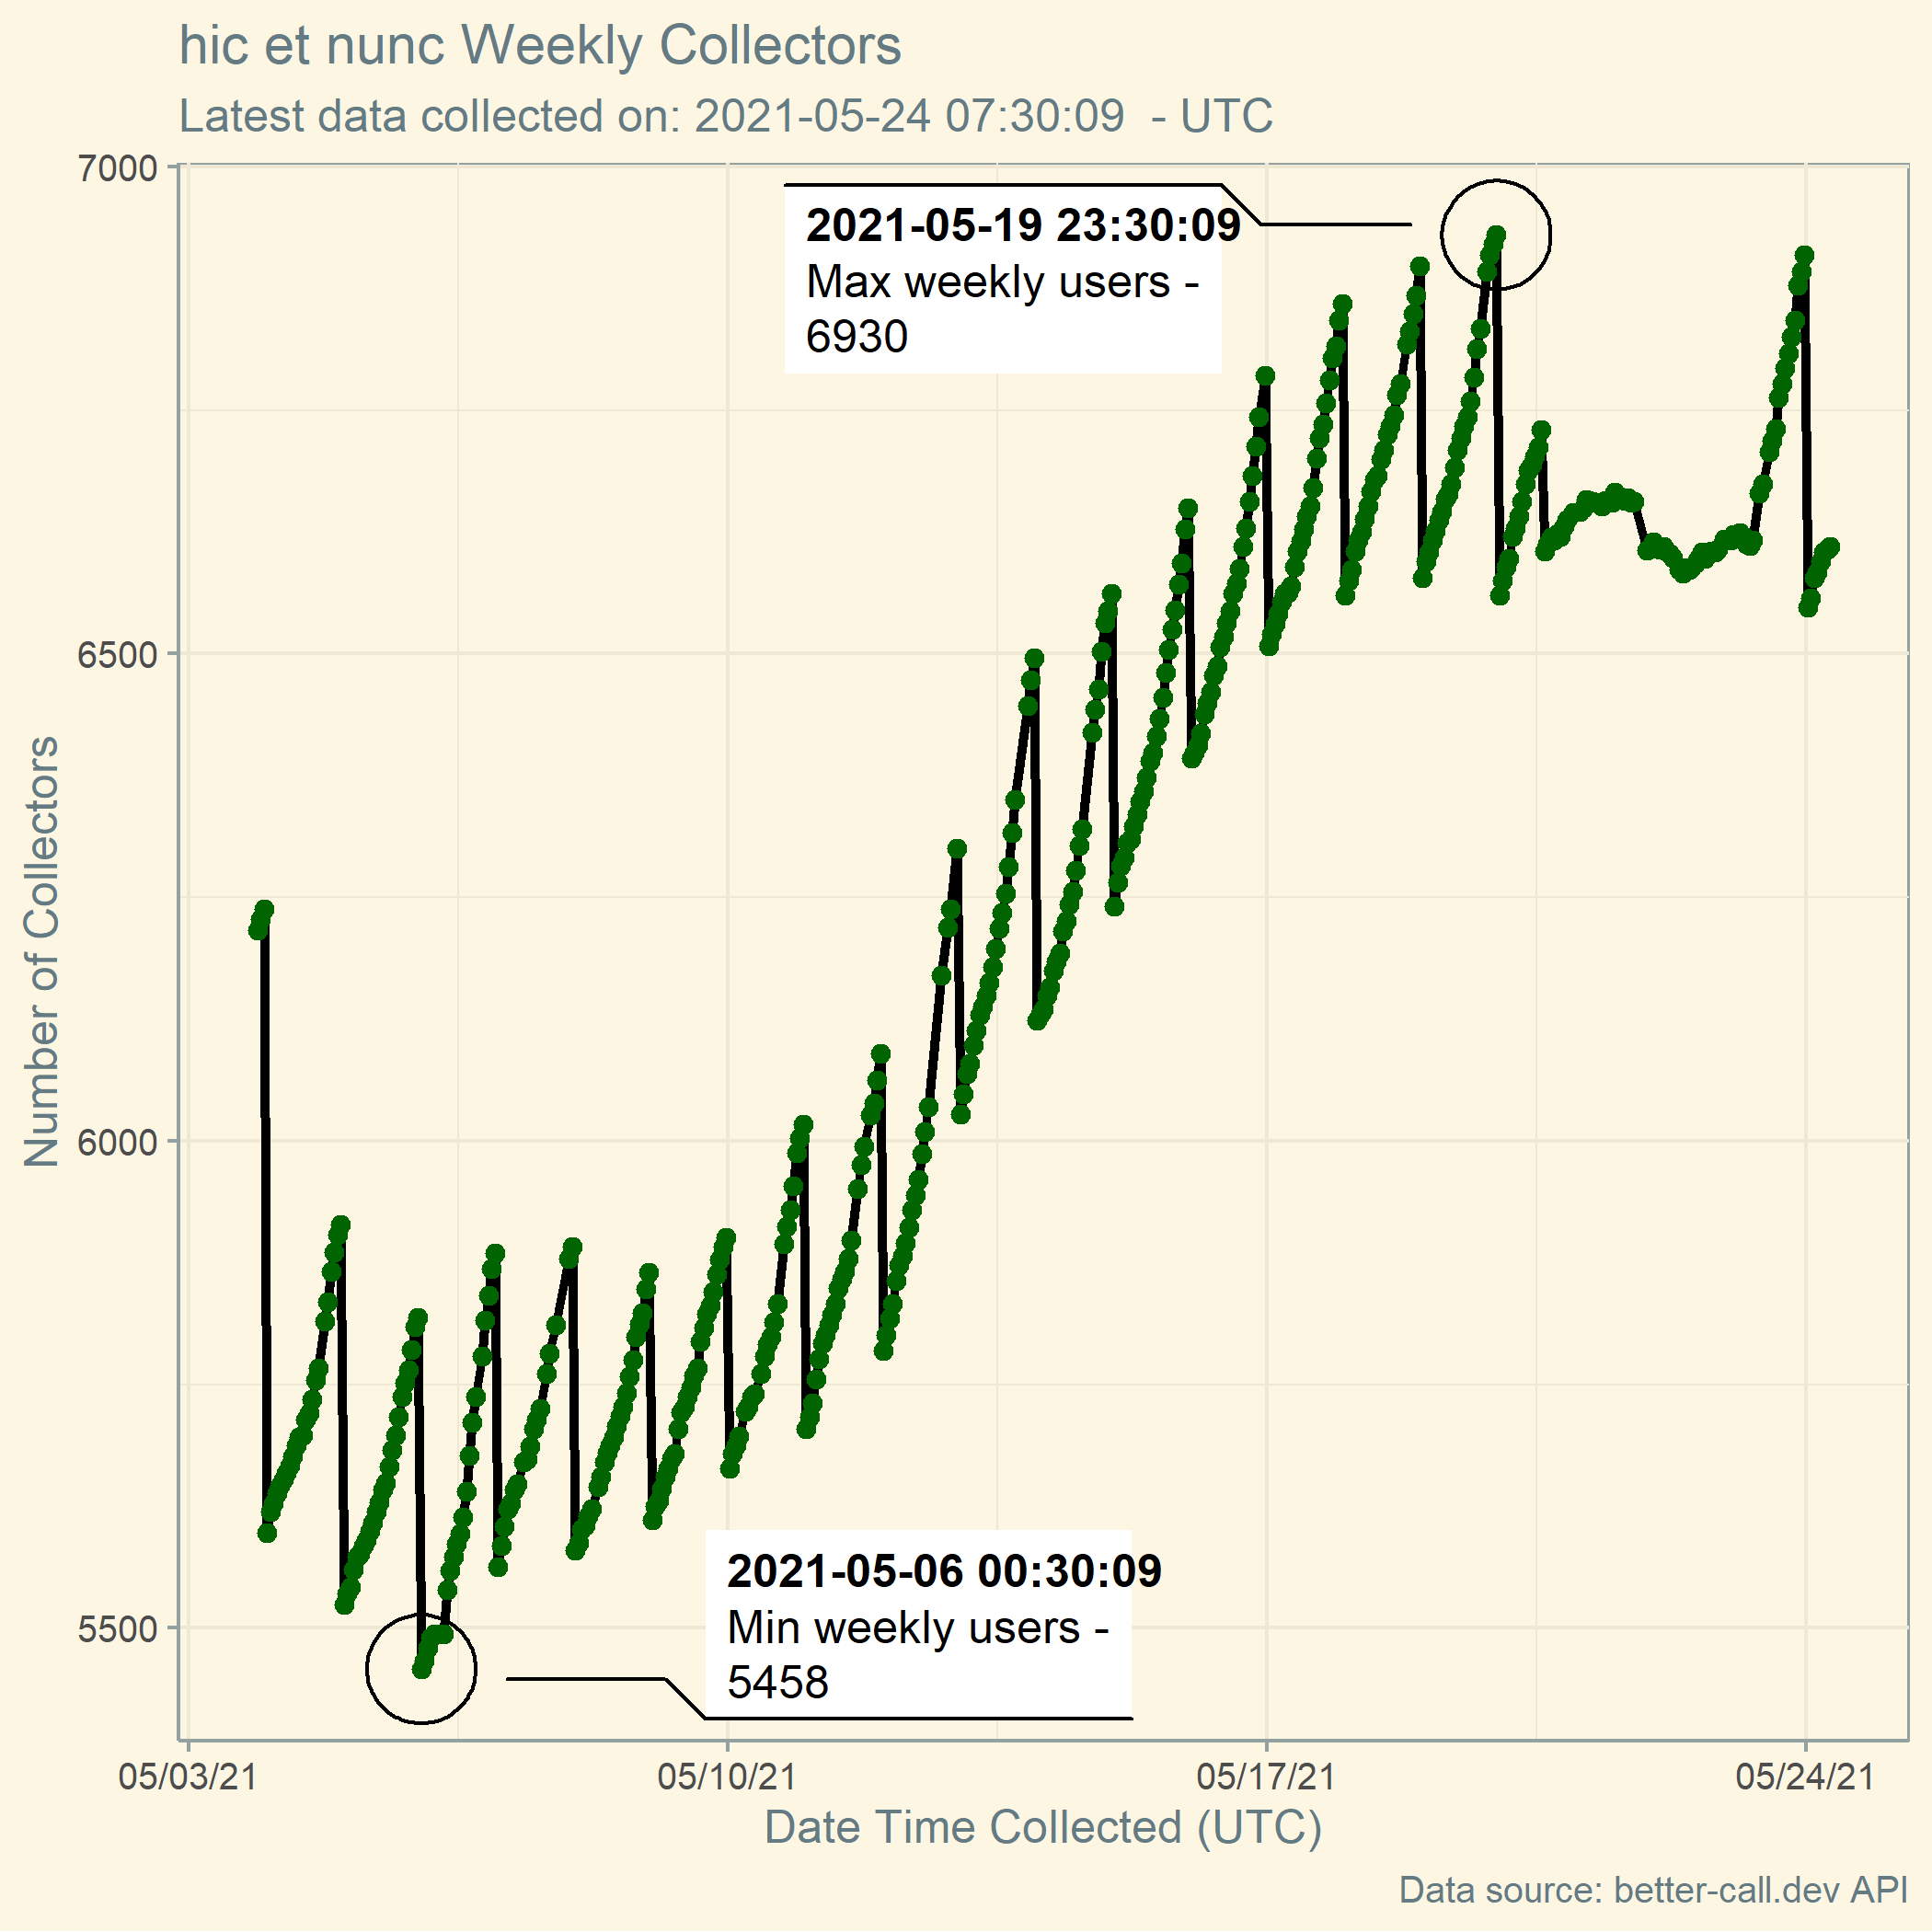 hic et nunc Weekly Collectors
Latest data collected on: 2021-05-24 07:30:09  - UTC
7000
6500
6000
5500
Number of Collectors
2021-05-19 23:30:09
Max weekly users -
6930
2021-05-06 00:30:09
Min weekly users -
5458
05/03/21
05/10/21
05/17/21
05/24/21
Date Time Collected (UTC)
Data source: better-call.dev API